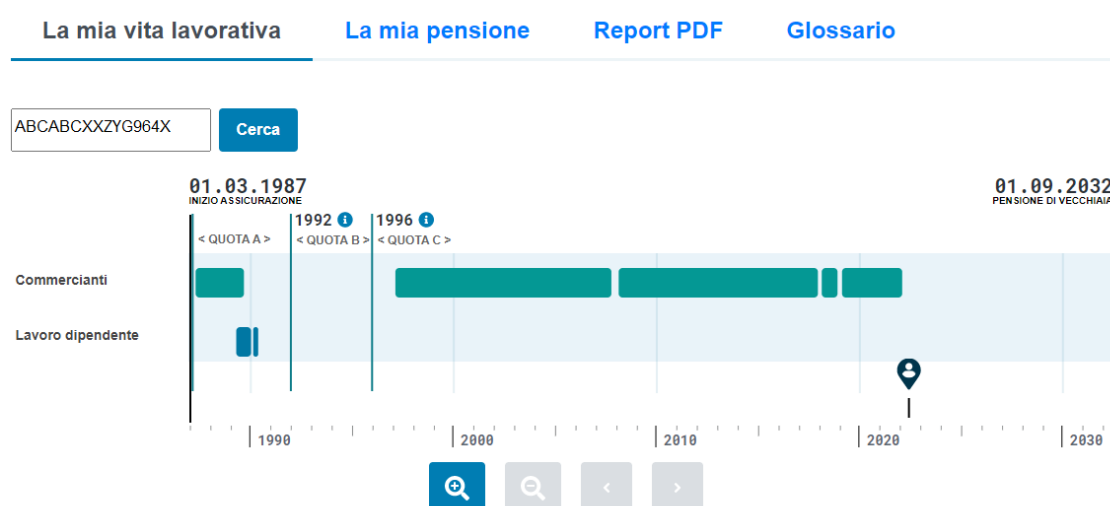 La mia vita lavorativa La mia pensione Report PDF Glossario
ABCABCXXZYG964X Cerca
01.03.1987 01.09.2032
INIZIO ASSICURAZIONE PENSIONE DI VECCHIAIA
1992 1996
< QUOTA A > < QUOTA B > < QUOTA C >
Commercianti
Lavoro dipendente
1990 2000 2010 2020 2030